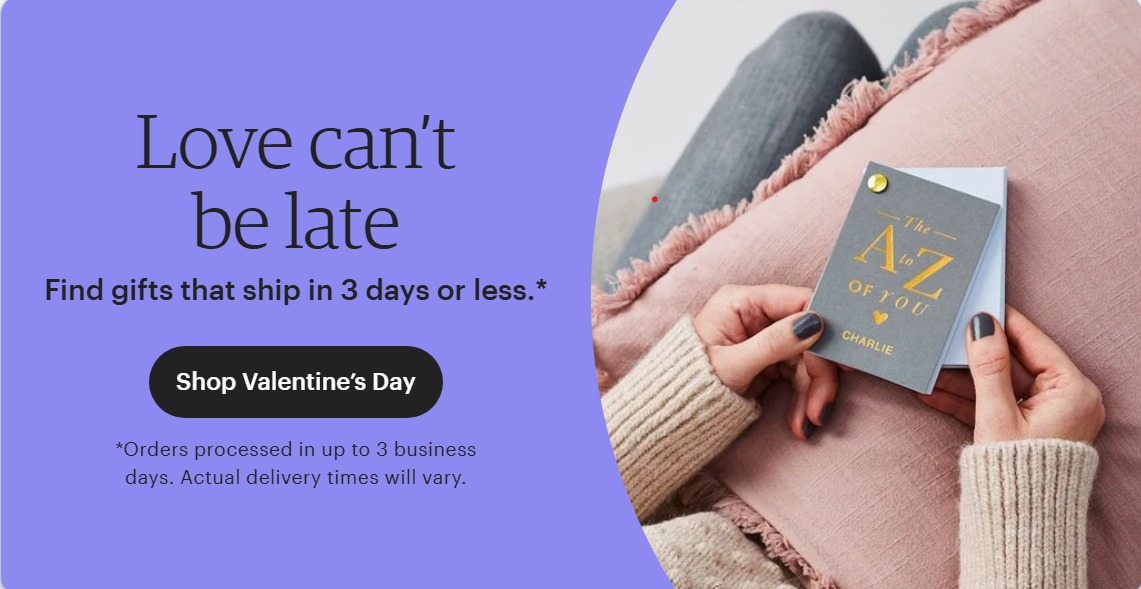 Love can't
be late
Find gifts that ship in 3 days or less.*
Shop Valentine's Day
*Orders processed in up to 3 business
days. Actual delivery times will vary.
The
A to Z
OF YOU
CHARLIE